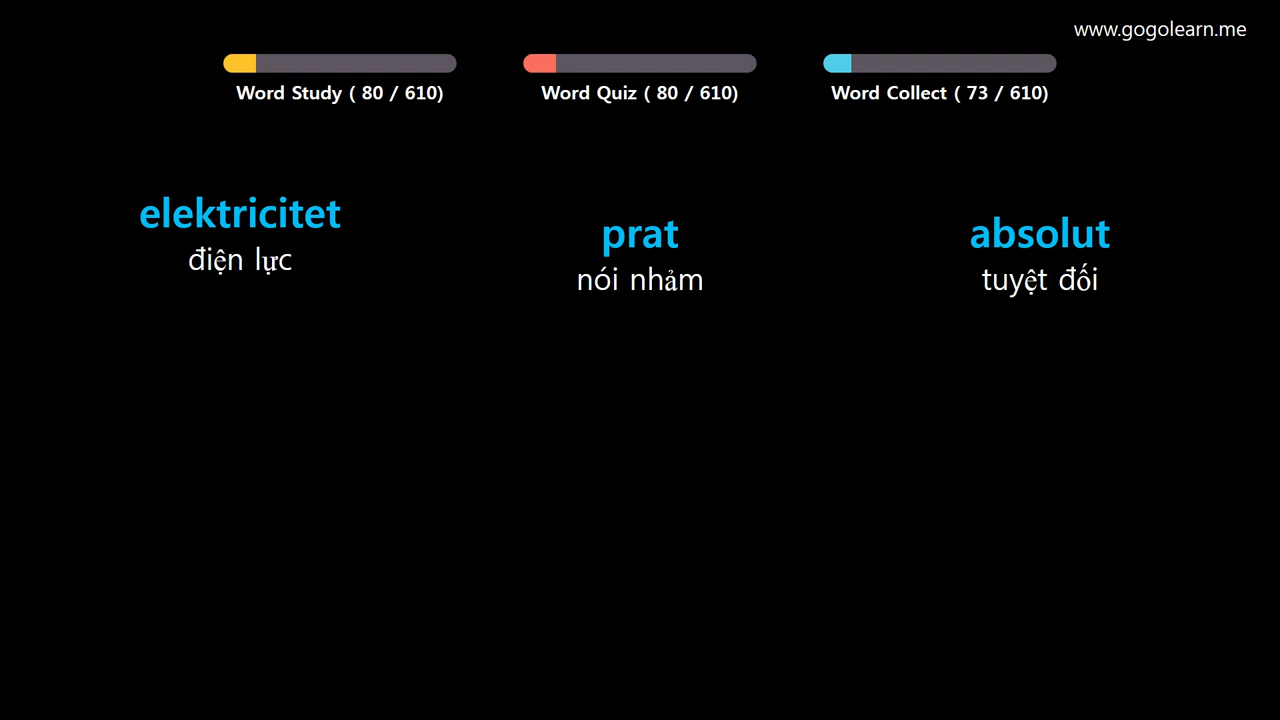 www.gogolearn.me
Word Study ( 80 / 610)
Word Quiz ( 80 / 610)
Word Collect ( 73 / 610)
elektricitet
điện lực
prat
nói nhảm
absolut
tuyệt đối